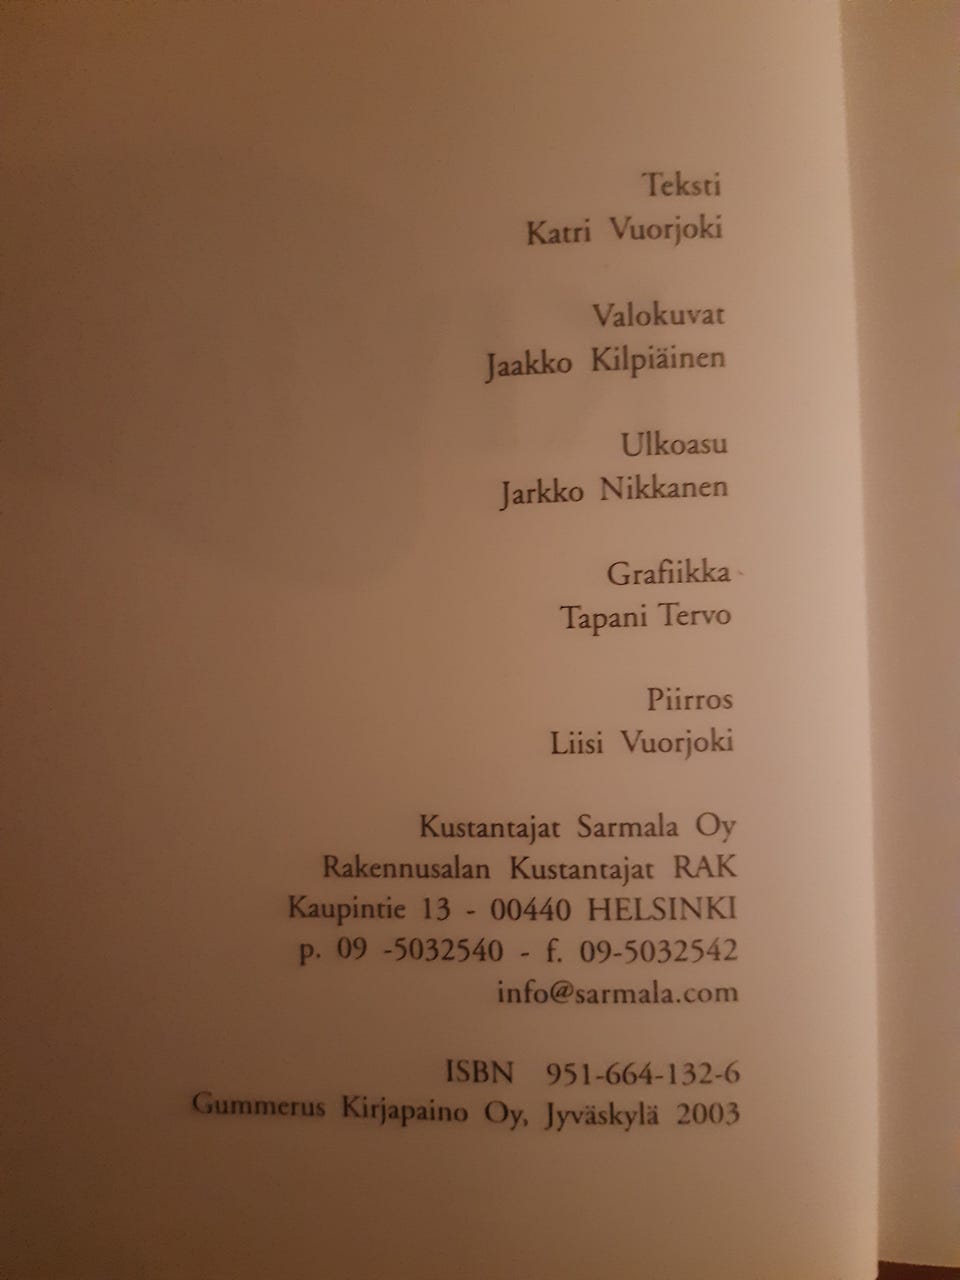 Teksti
Katri Vuorjoki
Valokuvat
Jaakko Kilpiäinen
Ulkoasu
Jarkko Nikkanen
Grafiikka
Tapani Tervo
Piirros
Liisi Vuorjoki
Kustantajat Sarmala Oy
Rakennusalan Kustantajat RAK
Kaupintie 13 - 00440 HELSINKI
p. 09 -5032540 - f. 09-5032542
info@sarmala.com
ISBN 951-664-132-6
Gummerus Kirjapaino Oy, Jyväskylä 2003